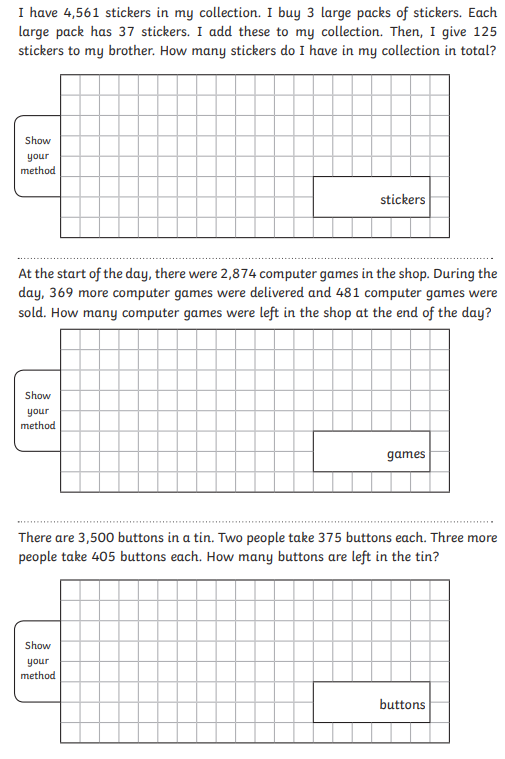 I have 4,561 stickers in my collection. I buy 3 large packs of stickers. Each
large pack has 37 stickers. I add these to my collection. Then, I give 125
stickers to my brother. How many stickers do I have in my collection in total?
Show
your
method
stickers
At the start of the day, there were 2,874 computer games in the shop. During the
day, 369 more computer games were delivered and 481 computer games were
sold. How many computer games were left in the shop at the end of the day?
Show
your
method
games
There are 3,500 buttons in a tin. Two people take 375 buttons each. Three more
people take 405 buttons each. How many buttons are left in the tin?
Show
your
method
buttons